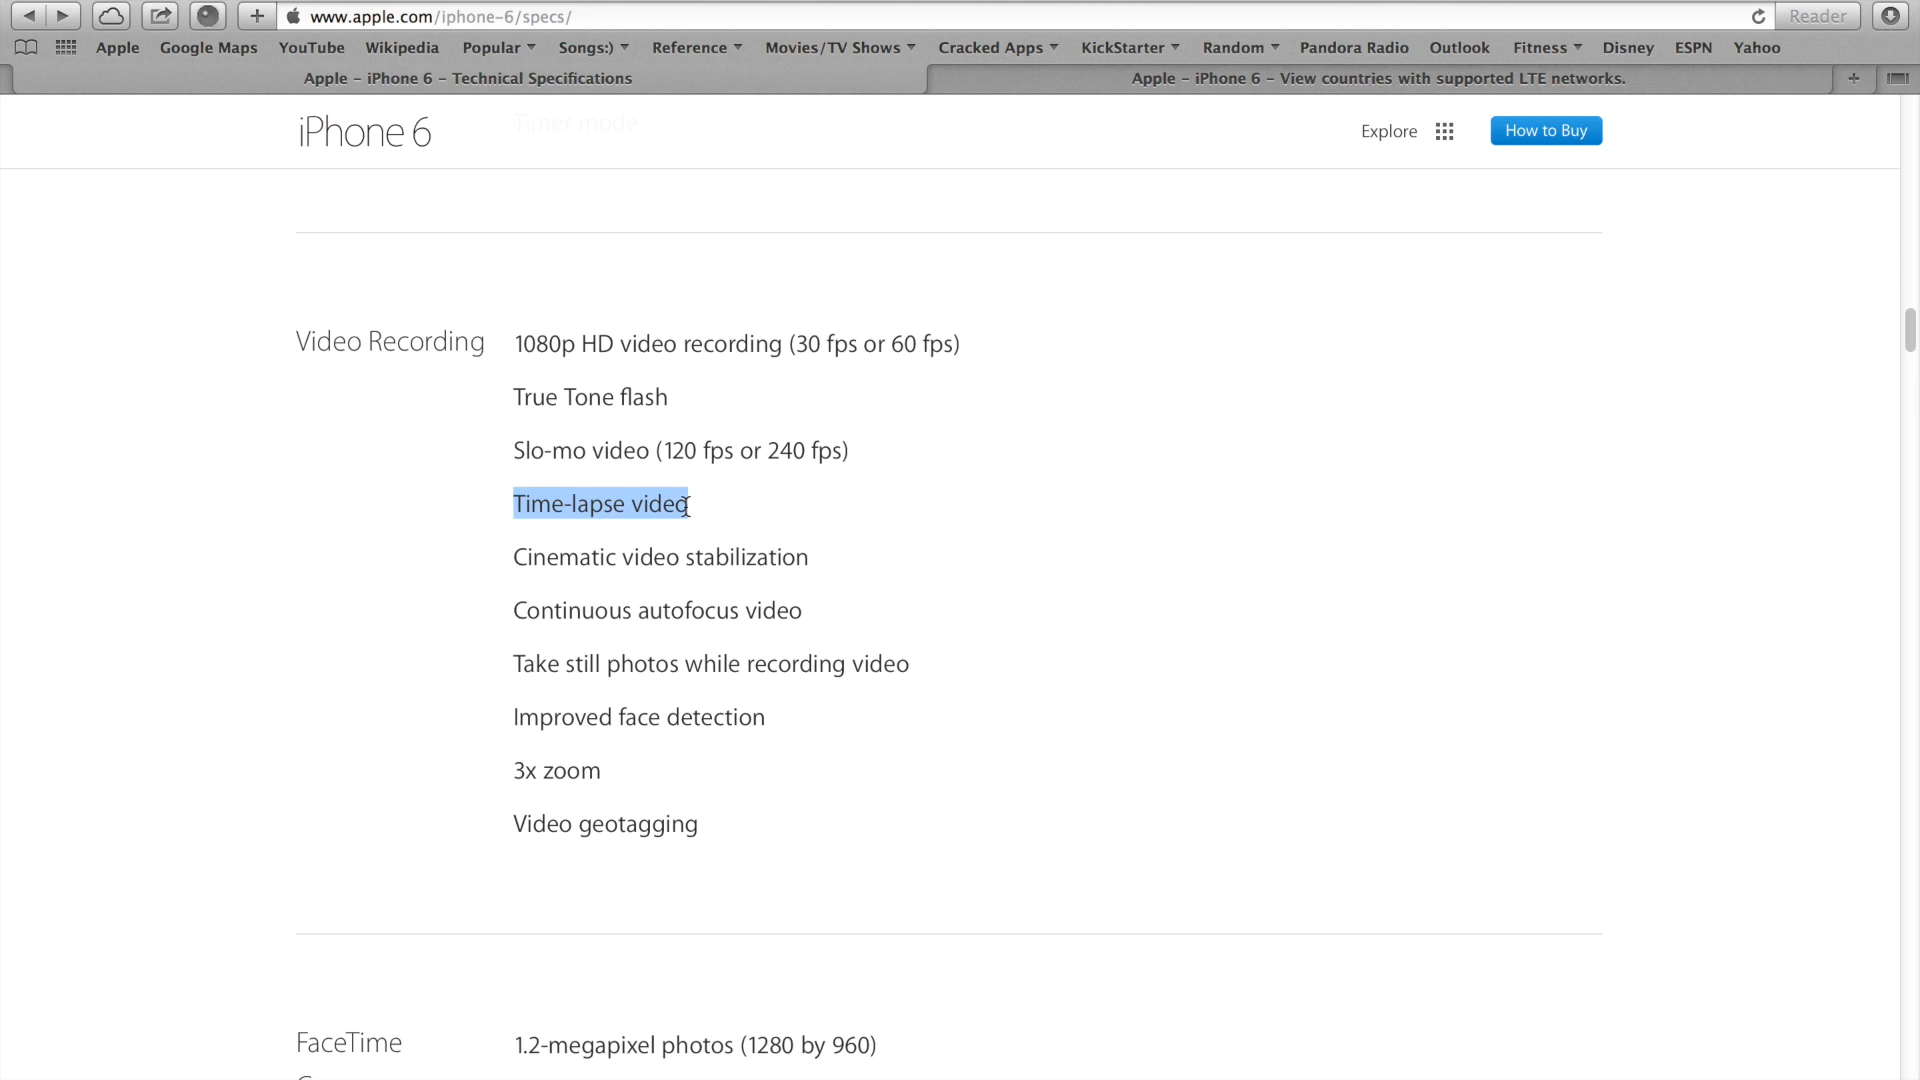 www.apple.com/iphone-6/specs/
Reader
Apple Google Maps YouTube Wikipedia Popular Songs:) Reference Movies/TV Shows Cracked Apps KickStarter Random Pandora Radio Outlook Fitness Disney ESPN Yahoo
Apple – iPhone 6 – Technical Specifications
Apple – iPhone 6 – View countries with supported LTE networks.
iPhone 6
Timer mode
Explore
How to Buy
Video Recording
1080p HD video recording (30 fps or 60 fps)
True Tone flash
Slo-mo video (120 fps or 240 fps)
Time-lapse video
Cinematic video stabilization
Continuous autofocus video
Take still photos while recording video
Improved face detection
3x zoom
Video geotagging
FaceTime
1.2-megapixel photos (1280 by 960)